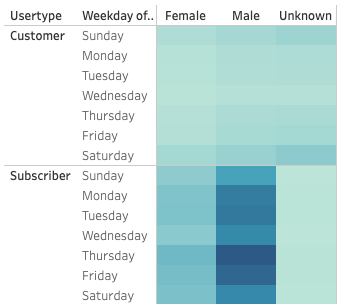 Usertype Weekday of.. Female Male Unknown
Customer Sunday
Monday
Tuesday
Wednesday
Thursday
Friday
Saturday
Subscriber Sunday
Monday
Tuesday
Wednesday
Thursday
Friday
Saturday